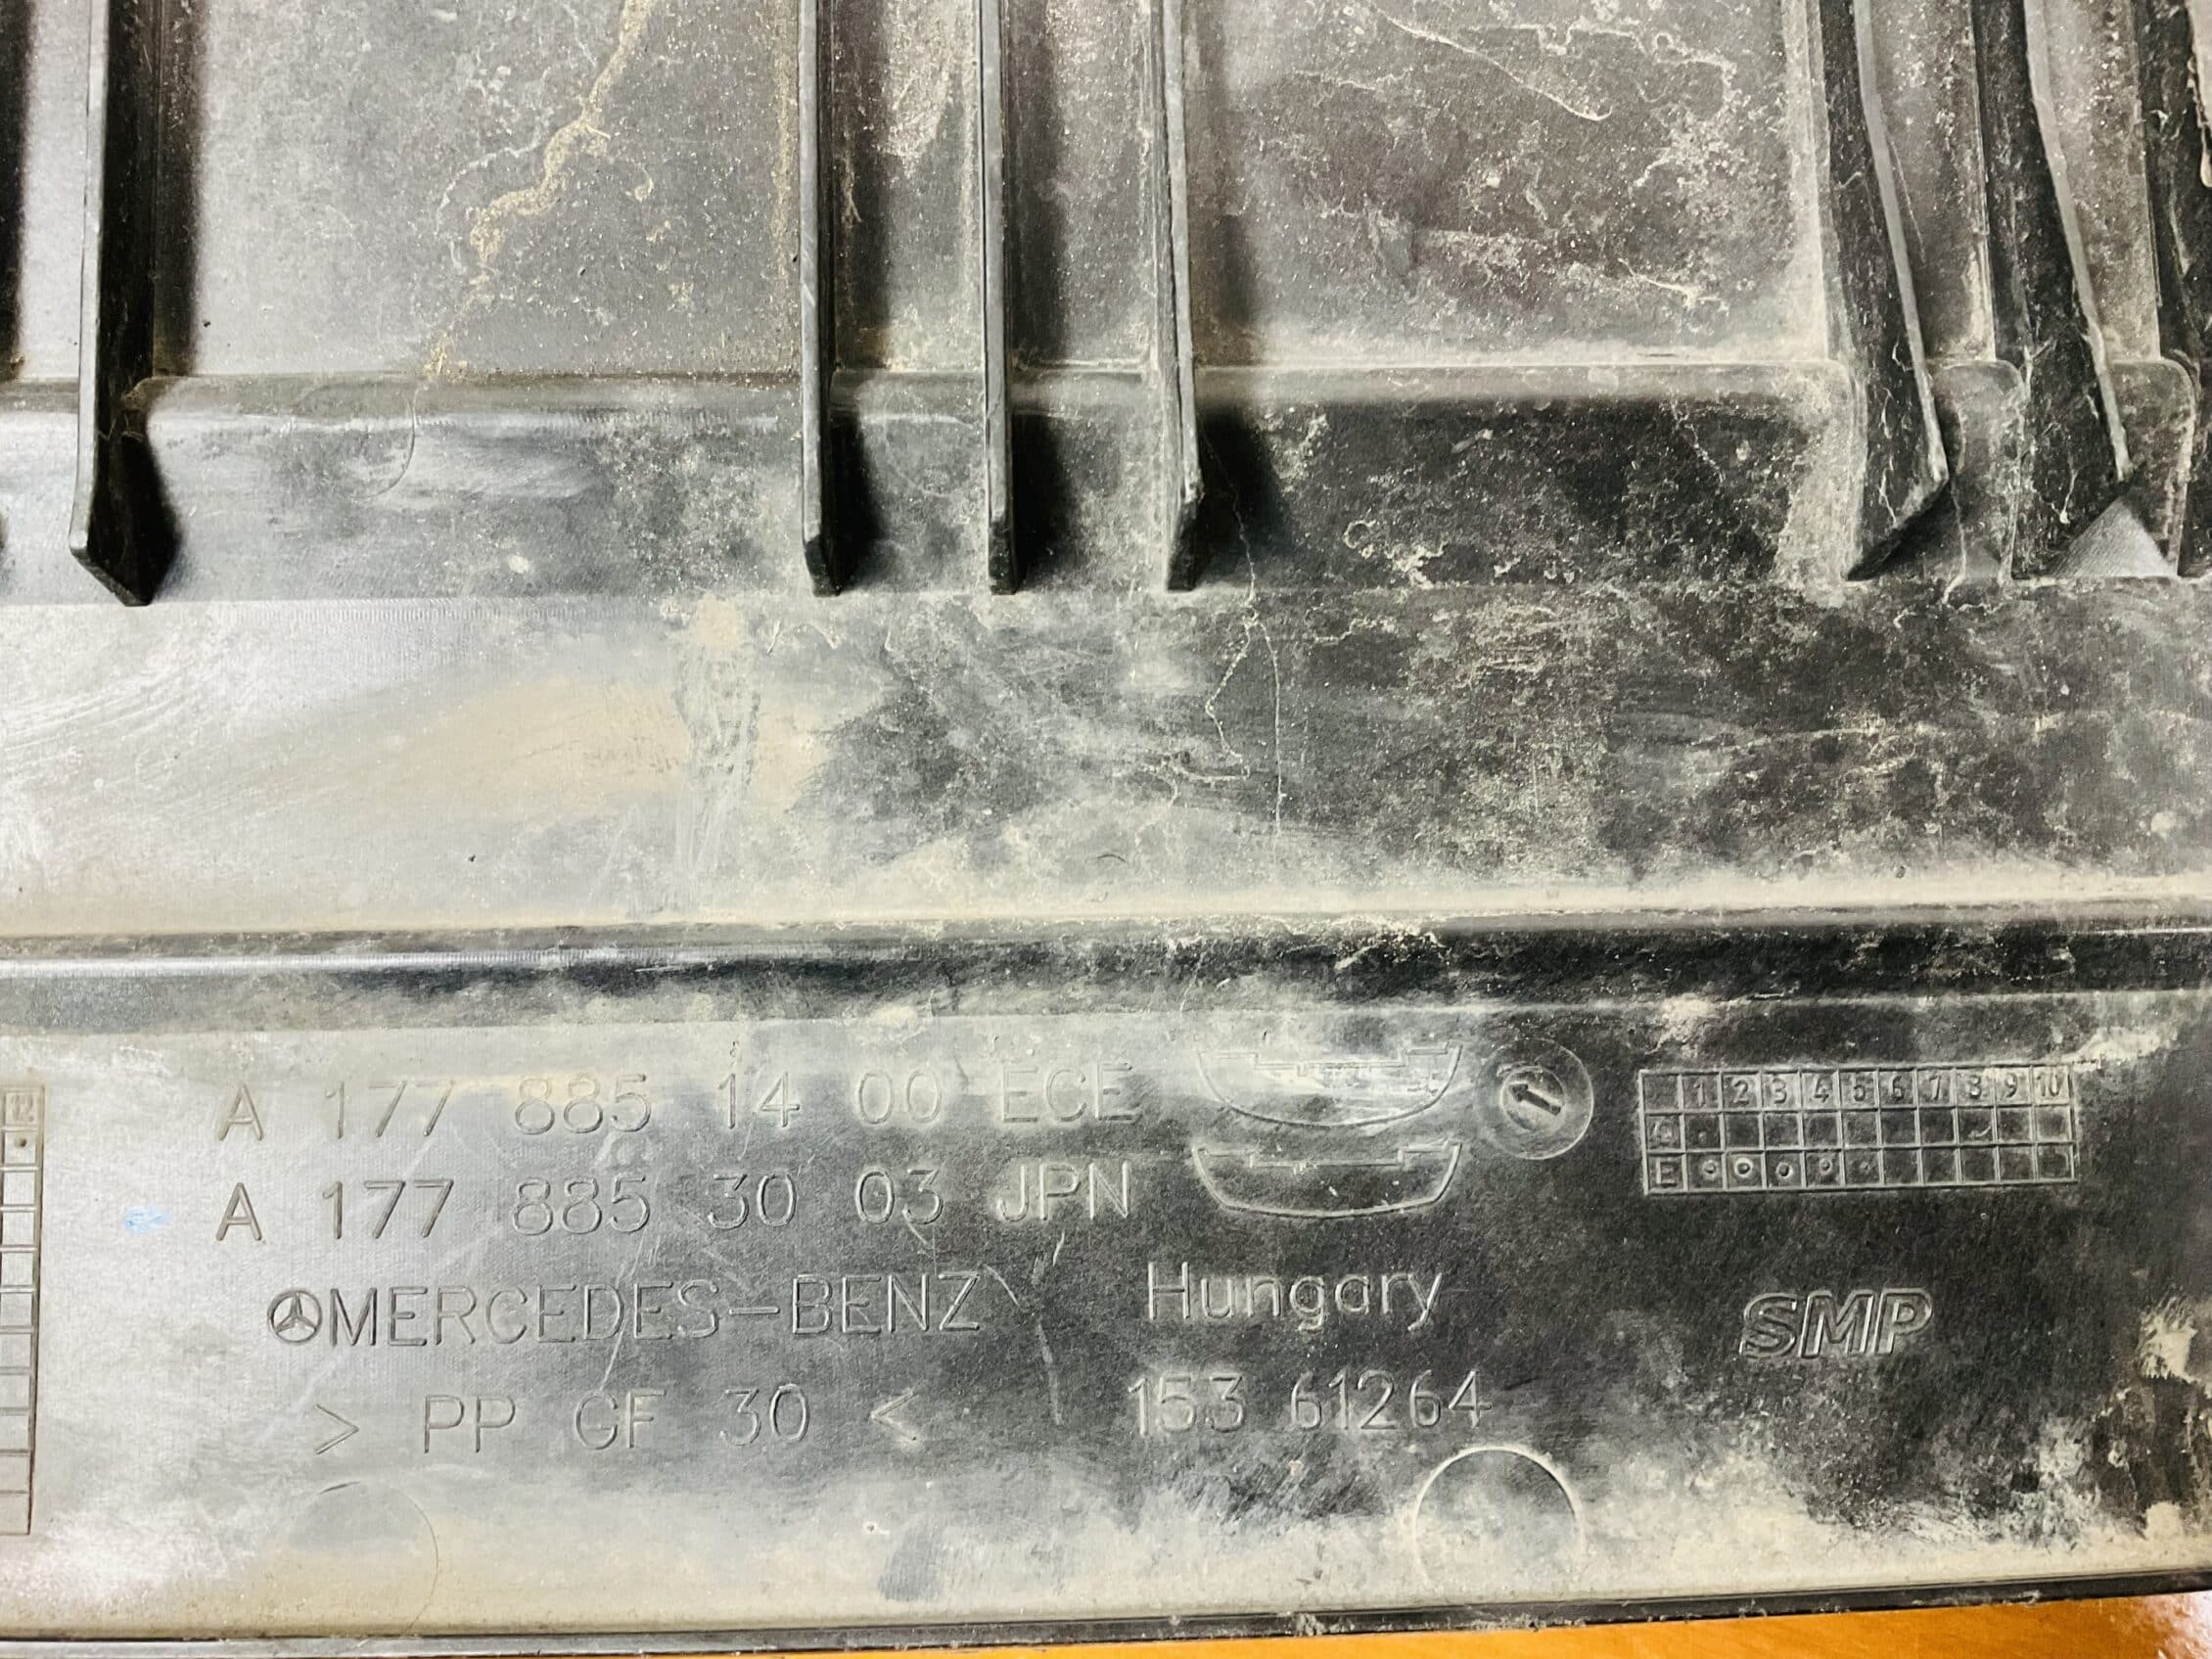 A 177 885 14 00 ECE
A 177 885 30 03 JPN
MERCEDES-BENZ
> PP GF 30 <
Hungary
153 61264
SMP
1 2 3 4 5 6 7 8 9 10
C
E
12